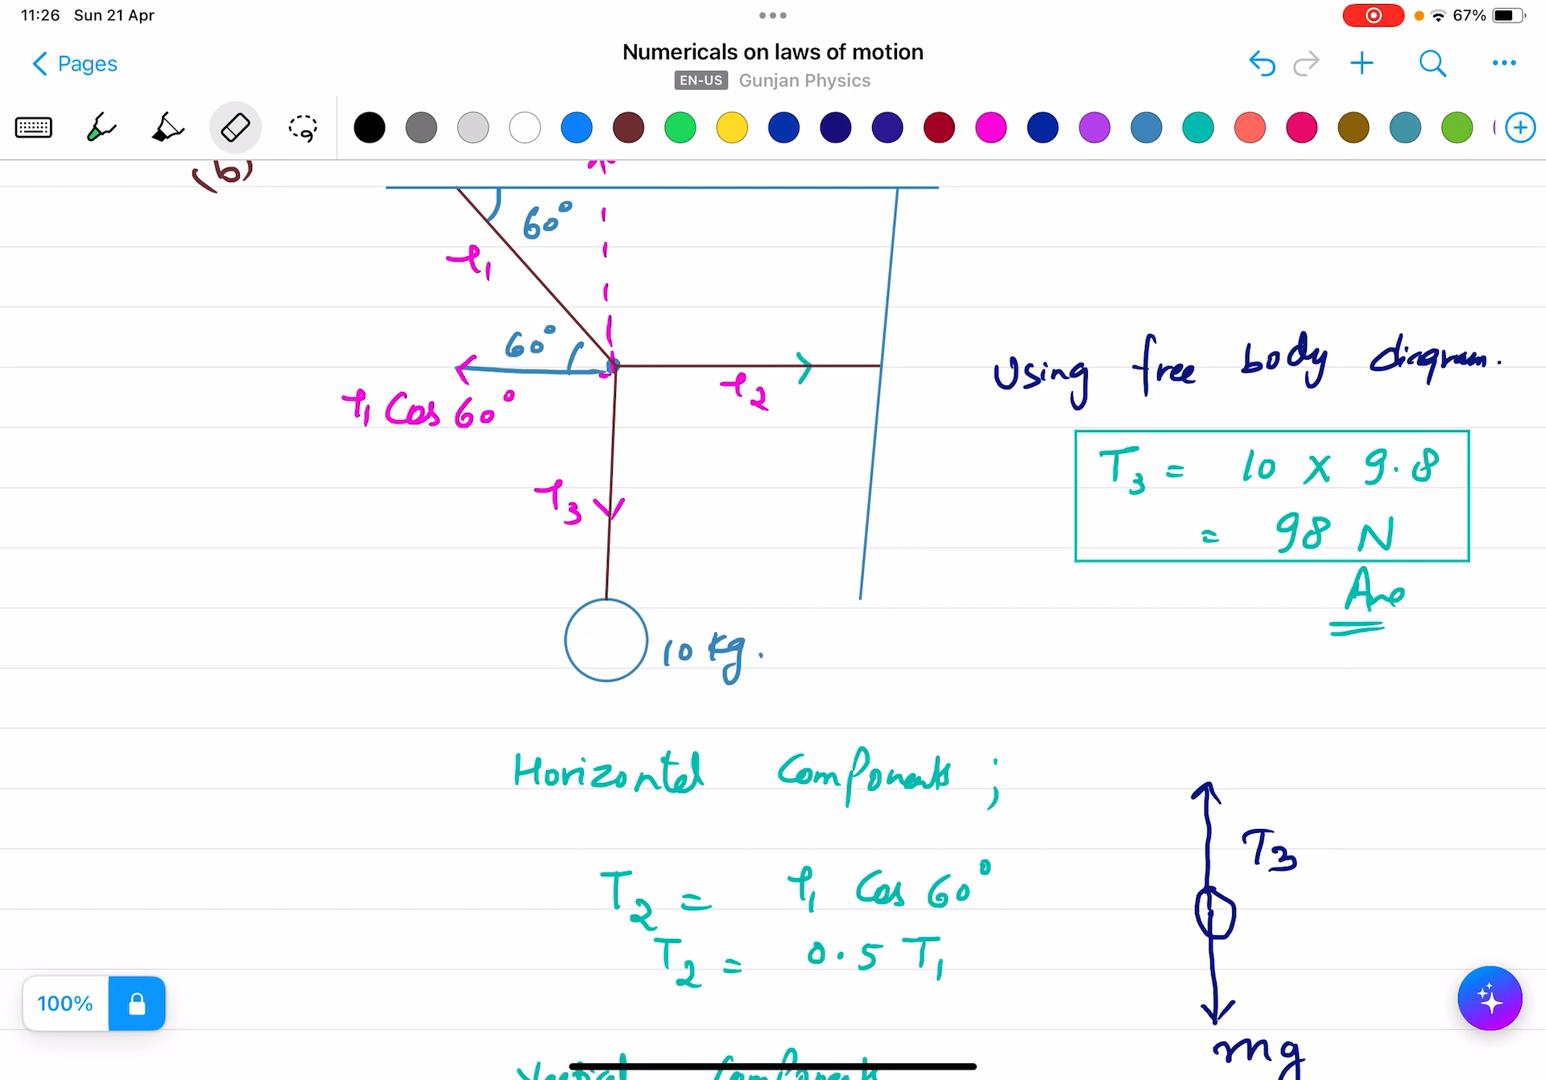 11:26 Sun 21 Apr
67%
Pages
Numericals on laws of motion
EN-US Gunjan Physics
(b)
60°
T1
60°
T1 Cos 60°
T2
T3
10 kg.
Using free body diagram.
T3 = 10 x 9.8
= 98 N
Ans
Horizontal Components ;
T2 = T1 Cos 60°
T2 = 0.5 T1
T3
mg
100%
Vertical Components